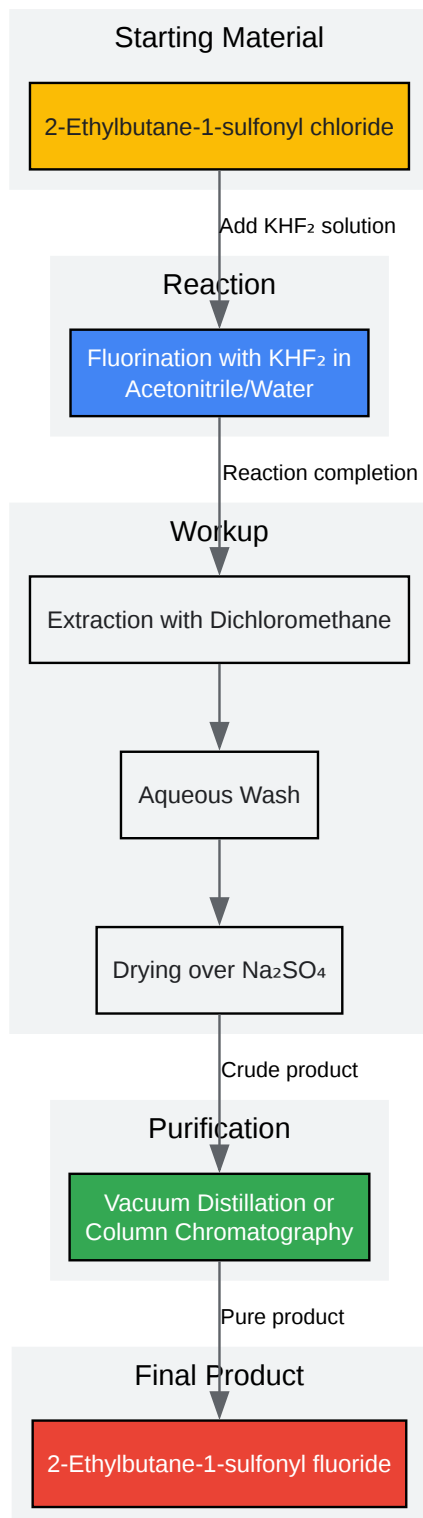 Starting Material
2-Ethylbutane-1-sulfonyl chloride
Add KHF₂ solution
Reaction
Fluorination with KHF₂ in
Acetonitrile/Water
Reaction completion
Workup
Extraction with Dichloromethane
Aqueous Wash
Drying over Na₂SO₄
Crude product
Purification
Vacuum Distillation or
Column Chromatography
Pure product
Final Product
2-Ethylbutane-1-sulfonyl fluoride